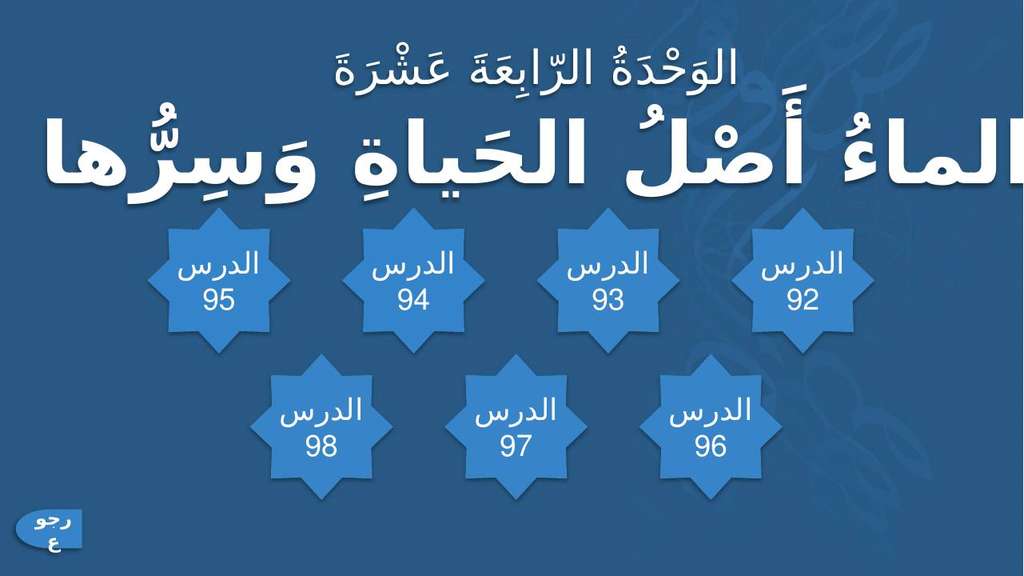 الوَحْدَةُ الرّابِعَةَ عَشْرَةَ
الماءُ أَصْلُ الحَياةِ وَسِرُّها
الدرس
92
الدرس
93
الدرس
94
الدرس
95
الدرس
96
الدرس
97
الدرس
98
رجو
ع